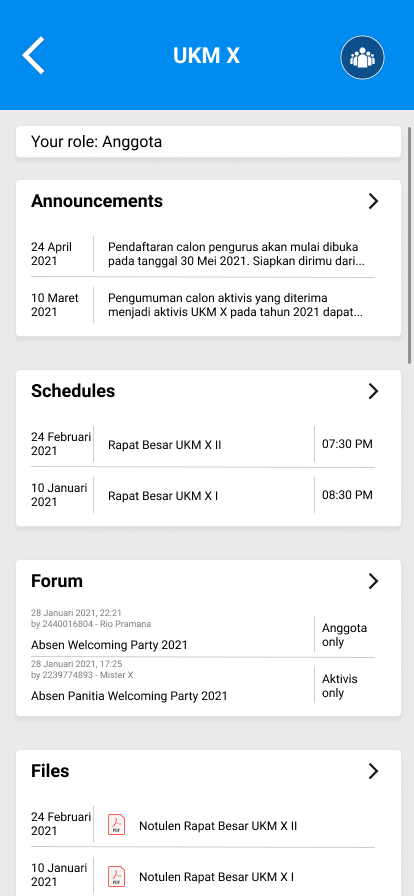 UKM X
Your role: Anggota
Announcements
24 April
2021
Pendaftaran calon pengurus akan mulai dibuka
pada tanggal 30 Mei 2021. Siapkan dirimu dari...
10 Maret
2021
Pengumuman calon aktivis yang diterima
menjadi aktivis UKM X pada tahun 2021 dapat...
Schedules
24 Februari
2021
Rapat Besar UKM X II
07:30 PM
10 Januari
2021
Rapat Besar UKM X I
08:30 PM
Forum
28 Januari 2021, 22:21
by 2440016804 - Rio Pramana
Absen Welcoming Party 2021
Anggota
only
28 Januari 2021, 17:25
by 2239774893 - Mister X
Absen Panitia Welcoming Party 2021
Aktivis
only
Files
24 Februari
2021
PDF
Notulen Rapat Besar UKM X II
10 Januari
2021
PDF
Notulen Rapat Besar UKM X I